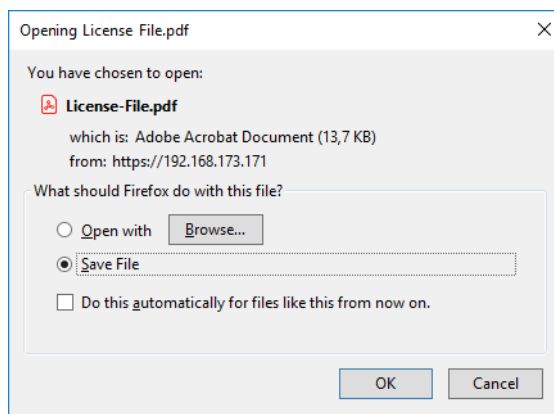 Opening License File.pdf
You have chosen to open:
License-File.pdf
which is: Adobe Acrobat Document (13,7 KB)
from: https://192.168.173.171
What should Firefox do with this file?
Open with Browse...
Save File
Do this automatically for files like this from now on.
OK Cancel